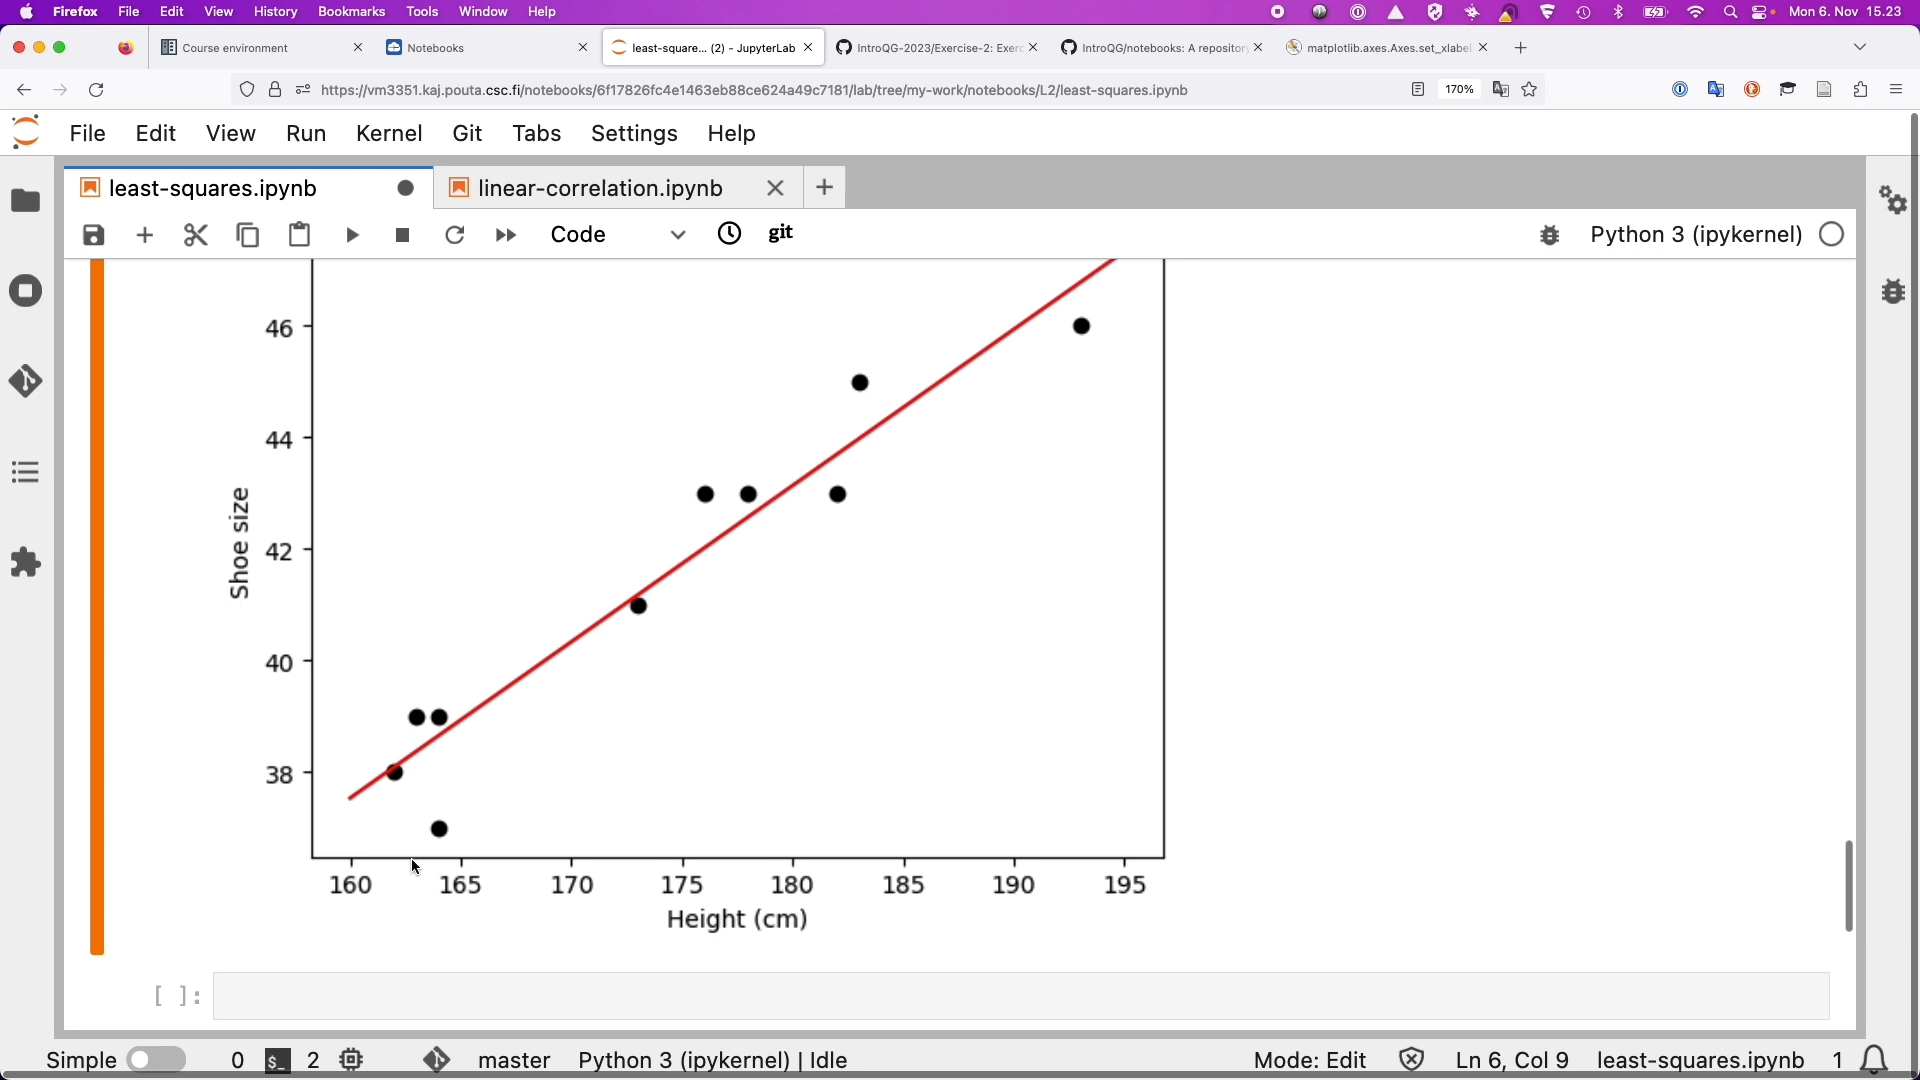 Firefox File Edit View History Bookmarks Tools Window Help Mon 6. Nov 15.23
Course environment Notebooks least-square... (2) - JupyterLab IntroQG-2023/Exercise-2: Exerc IntroQG/notebooks: A repository matplotlib.axes.Axes.set_xlabel
https://vm3351.kaj.pouta.csc.fi/notebooks/6f17826fc4e1463eb88ce624a49c7181/lab/tree/my-work/notebooks/L2/least-squares.ipynb 170%
File Edit View Run Kernel Git Tabs Settings Help
least-squares.ipynb linear-correlation.ipynb
Code git Python 3 (ipykernel)
46
44
42
40
38
Shoe size
160 165 170 175 180 185 190 195
Height (cm)
[ ]:
Simple 0 $_ 2 master Python 3 (ipykernel) | Idle Mode: Edit Ln 6, Col 9 least-squares.ipynb 1